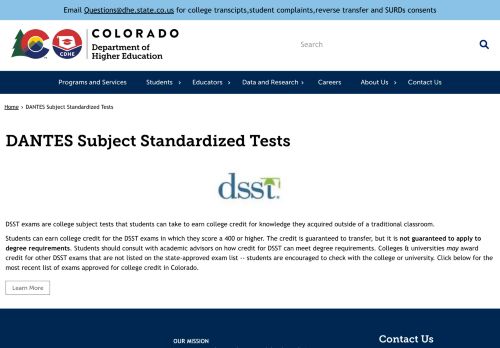 Email Questions@dhe.state.co.us for college transcipts,student complaints,reverse transfer and SURDs consents
COLORADO
Department of
Higher Education
CDHE
Search
Programs and Services
Students
Educators
Data and Research
Careers
About Us
Contact Us
Home > DANTES Subject Standardized Tests
DANTES Subject Standardized Tests
dsst
DSST exams are college subject tests that students can take to earn college credit for knowledge they acquired outside of a traditional classroom.
Students can earn college credit for the DSST exams in which they score a 400 or higher. The credit is guaranteed to transfer, but it is not guaranteed to apply to
degree requirements. Students should consult with academic advisors on how credit for DSST can meet degree requirements. Colleges & universities may award
credit for other DSST exams that are not listed on the state-approved exam list -- students are encouraged to check with the college or university. Click below for the
most recent list of exams approved for college credit in Colorado.
Learn More
OUR MISSION
Contact Us